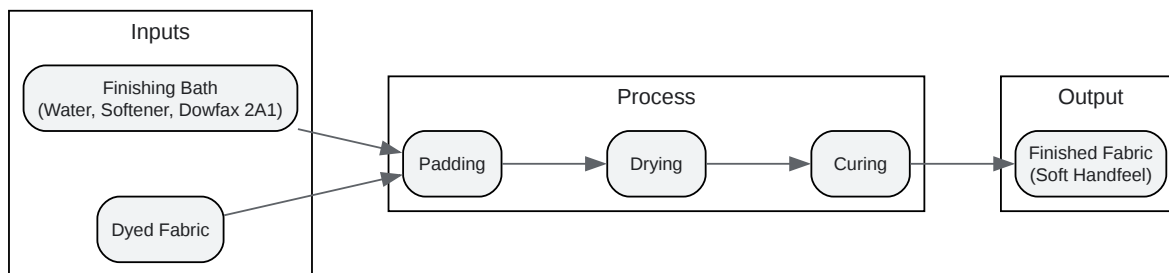 Inputs
Finishing Bath
(Water, Softener, Dowfax 2A1)
Dyed Fabric
Process
Padding
Drying
Curing
Output
Finished Fabric
(Soft Handfeel)